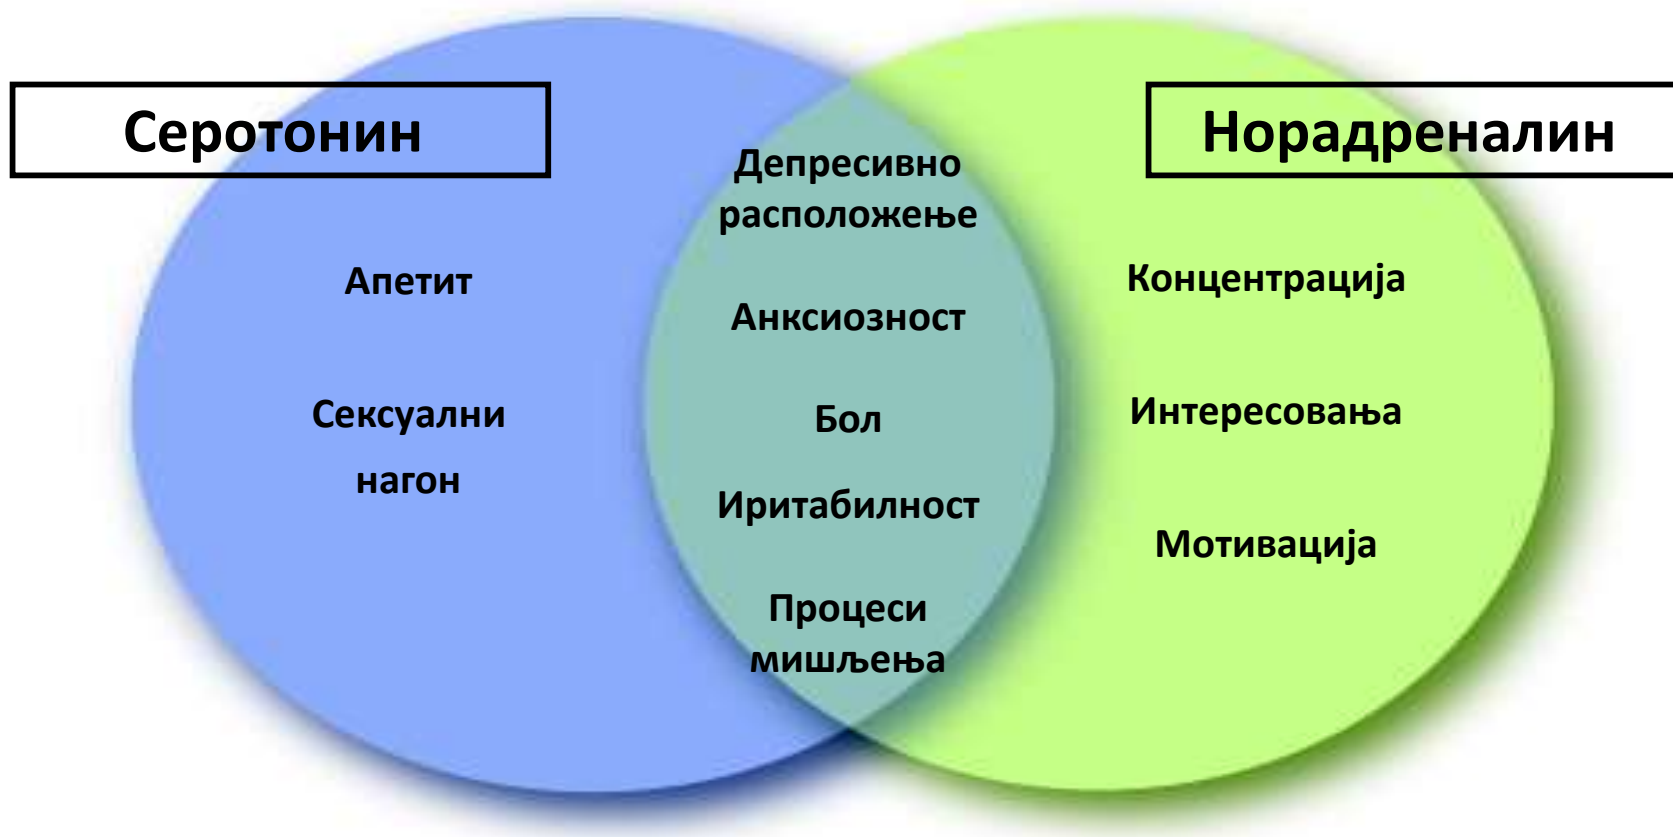 Серотонин
Норадреналин
Апетит
Сексуални
нагон
Депресивно
расположење
Анксиозност
Бол
Иритабилност
Процеси
мишљења
Концентрација
Интересовања
Мотивација